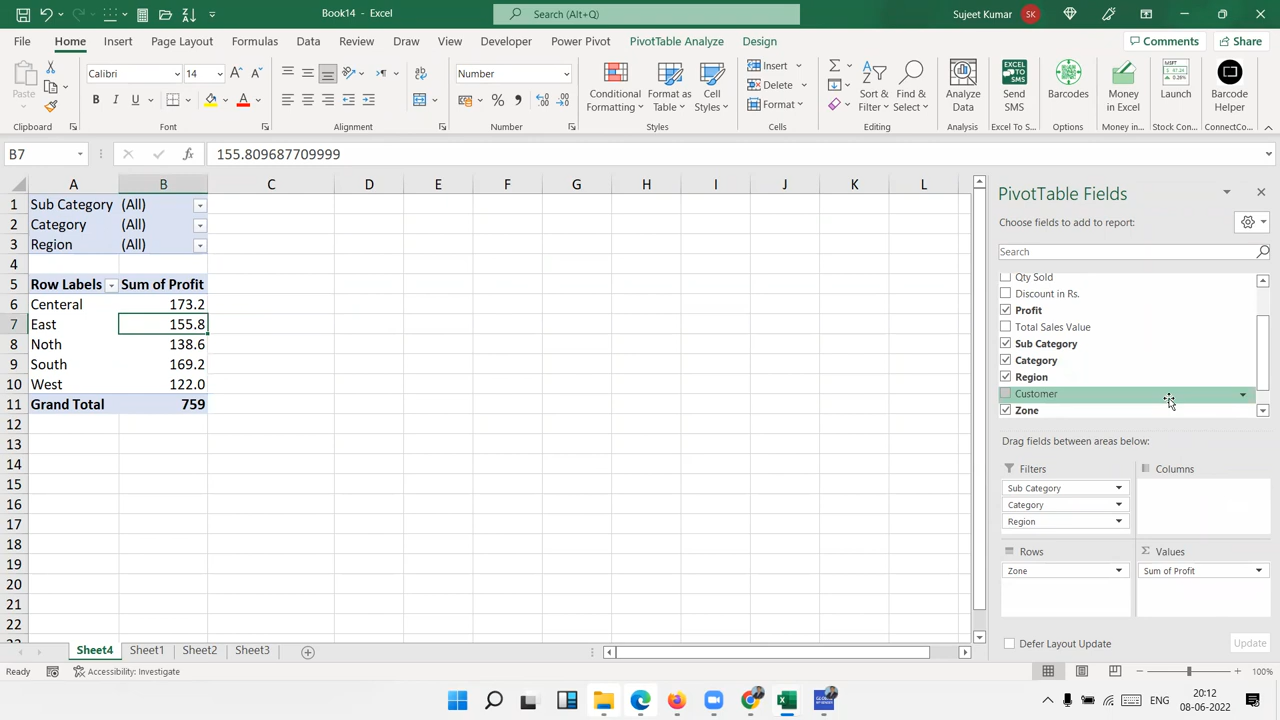 Book14 - Excel
Search (Alt+Q)
Sujeet Kumar
SK
File
Home
Insert
Page Layout
Formulas
Data
Review
View
Draw
Developer
Power Pivot
PivotTable Analyze
Design
Comments
Share
Paste
Calibri
14
Number
Conditional Formatting
Format as Table
Cell Styles
Insert
Delete
Format
Sort & Filter
Find & Select
Analyze Data
Send SMS
Barcodes
Money in Excel
Launch
Barcode Helper
Clipboard
Font
Alignment
Number
Styles
Cells
Editing
Analysis
Excel To S...
Options
Money in...
Stock Con...
ConnectCo...
B7
155.809687709999
A B C D E F G H I J K L
1 Sub Category (All)
2 Category (All)
3 Region (All)
4
5 Row Labels Sum of Profit
6 Centeral 173.2
7 East 155.8
8 Noth 138.6
9 South 169.2
10 West 122.0
11 Grand Total 759
12
13
14
15
16
17
18
19
20
21
22
PivotTable Fields
Choose fields to add to report:
Search
Qty Sold
Discount in Rs.
Profit
Total Sales Value
Sub Category
Category
Region
Customer
Zone
Drag fields between areas below:
Filters
Sub Category
Category
Region
Columns
Rows
Zone
Values
Sum of Profit
Defer Layout Update
Update
Sheet4
Sheet1
Sheet2
Sheet3
Ready
Accessibility: Investigate
100%
ENG
20:12
08-06-2022